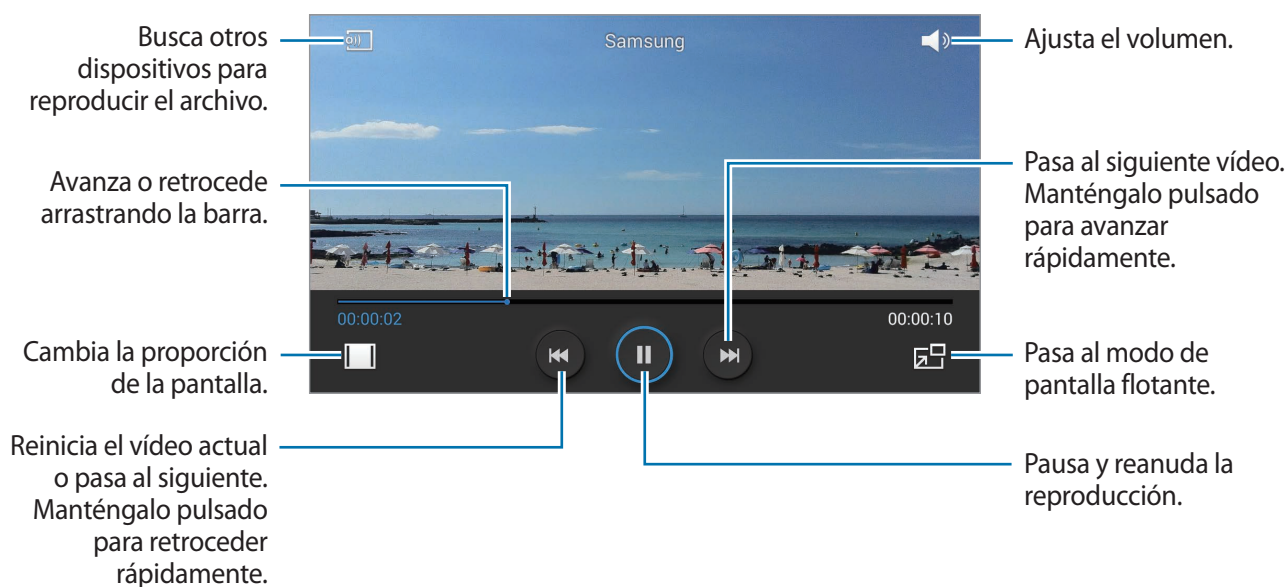 Busca otros
dispositivos para
reproducir el archivo.
Samsung
Ajusta el volumen.
Avanza o retrocede
arrastrando la barra.
Pasa al siguiente vídeo.
Manténgalo pulsado
para avanzar
rápidamente.
00:00:02
00:00:10
Cambia la proporción
de la pantalla.
Pasa al modo de
pantalla flotante.
Reinicia el vídeo actual
o pasa al siguiente.
Manténgalo pulsado
para retroceder
rápidamente.
Pausa y reanuda la
reproducción.